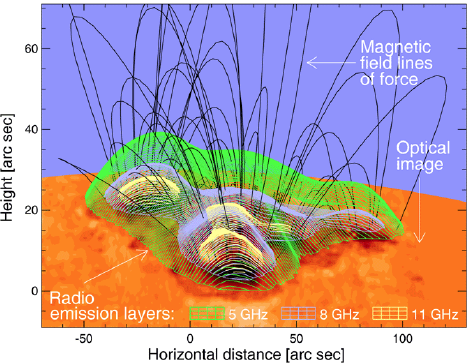 60
40
20
0
Height [arc sec]
Magnetic
field lines
of force
Optical
image
Radio
emission layers:
5 GHz
8 GHz
11 GHz
-50
0
50
100
Horizontal distance [arc sec]